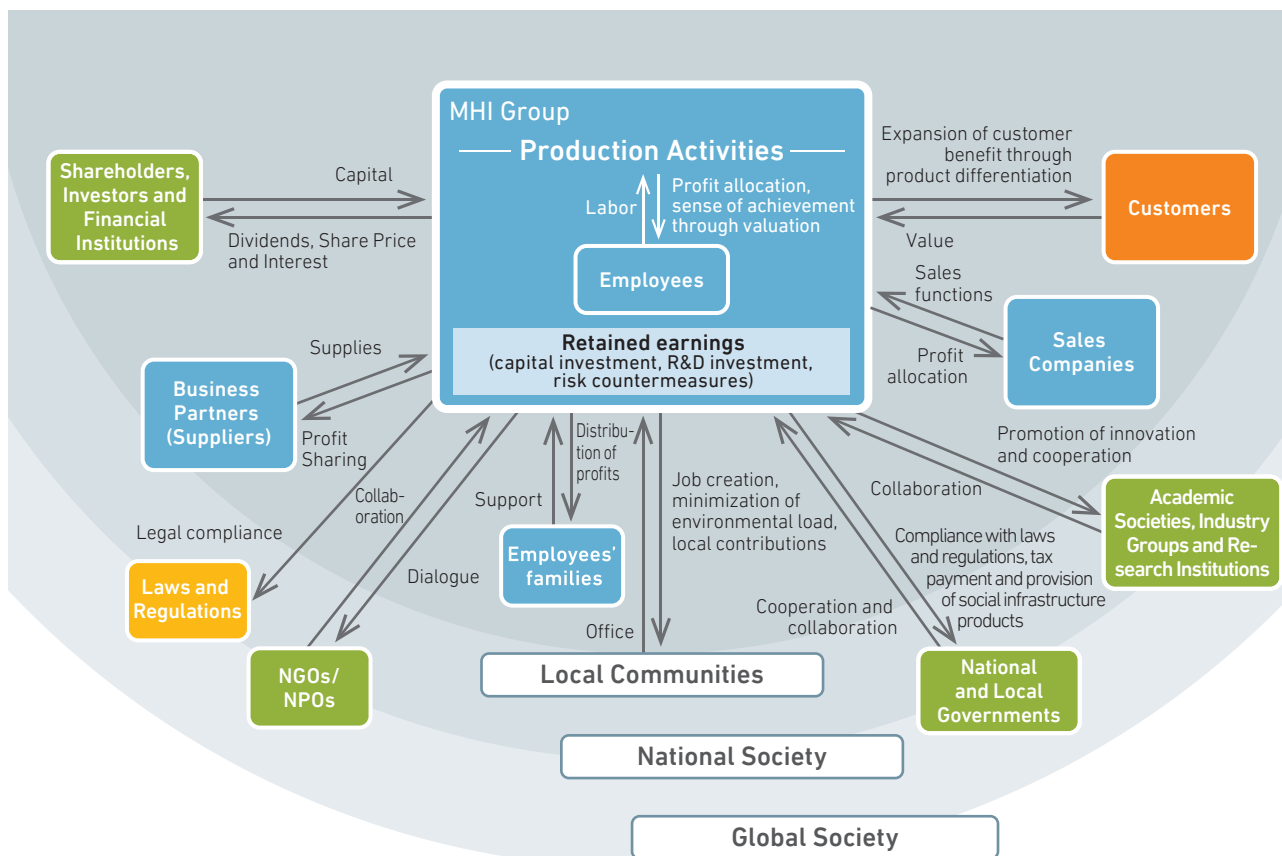 MHI Group
Production Activities
Labor
Profit allocation,
sense of achievement
through valuation
Employees
Retained earnings
(capital investment, R&D investment,
risk countermeasures)
Shareholders,
Investors and
Financial
Institutions
Capital
Dividends, Share Price
and Interest
Expansion of customer
benefit through
product differentiation
Customers
Value
Sales
functions
Sales
Companies
Profit
allocation
Supplies
Business
Partners
(Suppliers)
Profit
Sharing
Legal compliance
Laws and
Regulations
Collab-
oration
Dialogue
NGOs/
NPOs
Support
Distribu-
tion of
profits
Employees’
families
Office
Job creation,
minimization of
environmental load,
local contributions
Local Communities
Promotion of innovation
and cooperation
Collaboration
Academic
Societies, Industry
Groups and Re-
search Institutions
Compliance with laws
and regulations, tax
payment and provision
of social infrastructure
products
Cooperation and
collaboration
National
and Local
Governments
National Society
Global Society